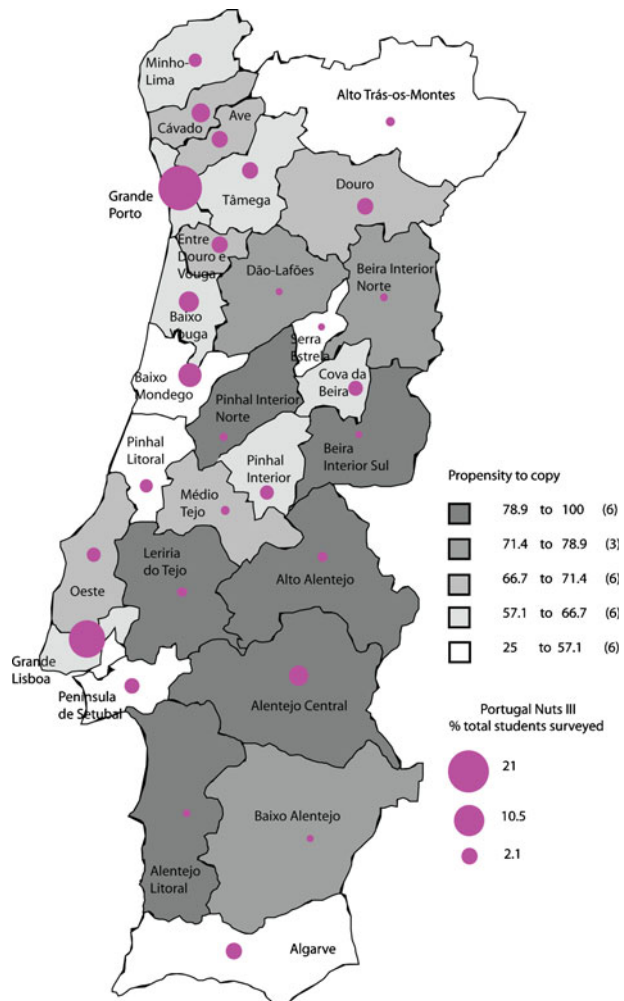 Minho-
Lima
Alto Trás-os-Montes
Cávado
Ave
Grande
Porto
Tâmega
Douro
Entre
Douro e
Vouga
Dão-Lafões
Beira Interior
Norte
Baixo
Vouga
Serra
Estrela
Baixo
Mondego
Cova da
Beira
Pinhal Interior
Norte
Pinhal
Litoral
Beira
Interior Sul
Pinhal
Interior
Médio
Tejo
Propensity to copy
78.9 to 100 (6)
71.4 to 78.9 (3)
66.7 to 71.4 (6)
57.1 to 66.7 (6)
25 to 57.1 (6)
Oeste
Leriria
do Tejo
Alto Alentejo
Grande
Lisboa
Peninsula
de Setubal
Alentejo Central
Portugal Nuts III
% total students surveyed
21
10.5
2.1
Baixo Alentejo
Alentejo
Litoral
Algarve